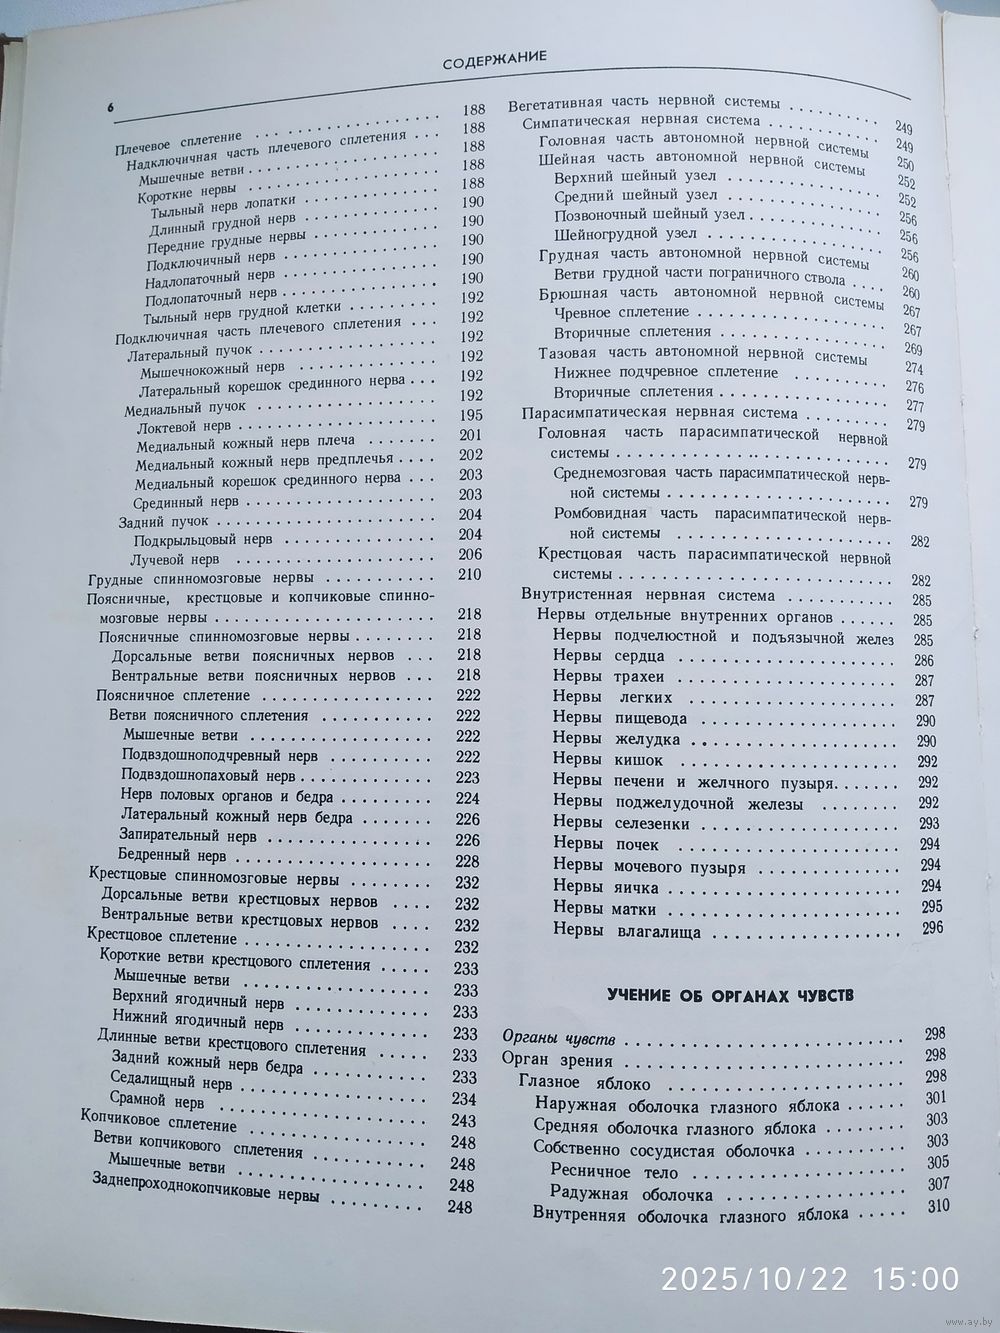 СОДЕРЖАНИЕ
6
Плечевое сплетение . . . . . . . . . . . . . 188
Надключичная часть плечевого сплетения . . . 188
Мышечные ветви . . . . . . . . . . . . . 188
Короткие нервы . . . . . . . . . . . . . 188
Тыльный нерв лопатки . . . . . . . . . 188
Длинный грудной нерв . . . . . . . . . 190
Передние грудные нервы . . . . . . . . 190
Подключичный нерв . . . . . . . . . . . 190
Надлопаточный нерв . . . . . . . . . . 190
Подлопаточный нерв . . . . . . . . . . 190
Тыльный нерв грудной клетки . . . . . . 192
Подключичная часть плечевого сплетения . . . 192
Латеральный пучок . . . . . . . . . . . . 192
Мышечнокожный нерв . . . . . . . . . . 192
Латеральный корешок срединного нерва . . . 192
Медиальный пучок . . . . . . . . . . . . 192
Локтевой нерв . . . . . . . . . . . . . 195
Медиальный кожный нерв плеча . . . . . 201
Медиальный кожный нерв предплечья . . . . 202
Медиальный корешок срединного нерва . . . 203
Срединный нерв . . . . . . . . . . . . 203
Задний пучок . . . . . . . . . . . . . . 204
Подкрыльцовый нерв . . . . . . . . . . 204
Лучевой нерв . . . . . . . . . . . . . 206
Грудные спинномозговые нервы . . . . . . . . 210
Поясничные, крестцовые и копчиковые спинно-
мозговые нервы . . . . . . . . . . . . . . 218
Поясничные спинномозговые нервы . . . . . . . 218
Дорсальные ветви поясничных нервов . . . 218
Вентральные ветви поясничных нервов . . . 218
Поясничное сплетение . . . . . . . . . . . 222
Ветви поясничного сплетения . . . . . . . 222
Мышечные ветви . . . . . . . . . . . . 222
Подвздошноподчревный нерв . . . . . . . 222
Подвздошнопаховый нерв . . . . . . . . . 223
Нерв половых органов и бедра . . . . . . 224
Латеральный кожный нерв бедра . . . . . 226
Запирательный нерв . . . . . . . . . . 226
Бедренный нерв . . . . . . . . . . . . 228
Крестцовые спинномозговые нервы . . . . . . 232
Дорсальные ветви крестцовых нервов . . . . 232
Вентральные ветви крестцовых нервов . . . . 232
Крестцовое сплетение . . . . . . . . . . . . 232
Короткие ветви крестцового сплетения . . . . . 233
Мышечные ветви . . . . . . . . . . . . 233
Верхний ягодичный нерв . . . . . . . . . 233
Нижний ягодичный нерв . . . . . . . . . 233
Длинные ветви крестцового сплетения . . . . . 233
Задний кожный нерв бедра . . . . . . . . 233
Седалищный нерв . . . . . . . . . . . . 234
Срамной нерв . . . . . . . . . . . . . 243
Копчиковое сплетение . . . . . . . . . . . . 248
Ветви копчикового сплетения . . . . . . . . 248
Мышечные ветви . . . . . . . . . . . . 248
Заднепроходнокопчиковые нервы . . . . . . . . 248
Вегетативная часть нервной системы . . . . . . . 249
Симпатическая нервная система . . . . . . . . 249
Головная часть автономной нервной системы 250
Шейная часть автономной нервной системы 252
Верхний шейный узел . . . . . . . . . . 252
Средний шейный узел . . . . . . . . . . 256
Позвоночный шейный узел . . . . . . . . 256
Шейногрудной узел . . . . . . . . . . . 256
Грудная часть автономной нервной системы 260
Ветви грудной части пограничного ствола . . . . 260
Брюшная часть автономной нервной системы 267
Чревное сплетение . . . . . . . . . . . 267
Вторичные сплетения . . . . . . . . . . 269
Тазовая часть автономной нервной системы 274
Нижнее подчревное сплетение . . . . . . 276
Вторичные сплетения . . . . . . . . . . 277
Парасимпатическая нервная система . . . . . . 279
Головная часть парасимпатической нервной
системы . . . . . . . . . . . . . . . . 279
Среднемозговая часть парасимпатической нерв-
ной системы . . . . . . . . . . . . . . 279
Ромбовидная часть парасимпатической нерв-
ной системы . . . . . . . . . . . . . . 282
Крестцовая часть парасимпатической нервной
системы . . . . . . . . . . . . . . . . 282
Внутристенная нервная система . . . . . . . 285
Нервы отдельных внутренних органов . . . . . . 285
Нервы подчелюстной и подъязычной желез 285
Нервы сердца . . . . . . . . . . . . . 286
Нервы трахеи . . . . . . . . . . . . . 287
Нервы легких . . . . . . . . . . . . . 287
Нервы пищевода . . . . . . . . . . . . 290
Нервы желудка . . . . . . . . . . . . 290
Нервы кишок . . . . . . . . . . . . . 292
Нервы печени и желчного пузыря . . . . . . 292
Нервы поджелудочной железы . . . . . . 292
Нервы селезенки . . . . . . . . . . . . 293
Нервы почек . . . . . . . . . . . . . 294
Нервы мочевого пузыря . . . . . . . . . 294
Нервы яичка . . . . . . . . . . . . . 294
Нервы матки . . . . . . . . . . . . . 295
Нервы влагалища . . . . . . . . . . . . 296
УЧЕНИЕ ОБ ОРГАНАХ ЧУВСТВ
Органы чувств . . . . . . . . . . . . . . . . 298
Орган зрения . . . . . . . . . . . . . . . . 298
Глазное яблоко . . . . . . . . . . . . . . 298
Наружная оболочка глазного яблока . . . . . . 301
Средняя оболочка глазного яблока . . . . . . . 303
Собственно сосудистая оболочка . . . . . . . . 303
Ресничное тело . . . . . . . . . . . . 305
Радужная оболочка . . . . . . . . . . . 307
Внутренняя оболочка глазного яблока . . . . . 310
2025/10/22 15:00
www.ay.by